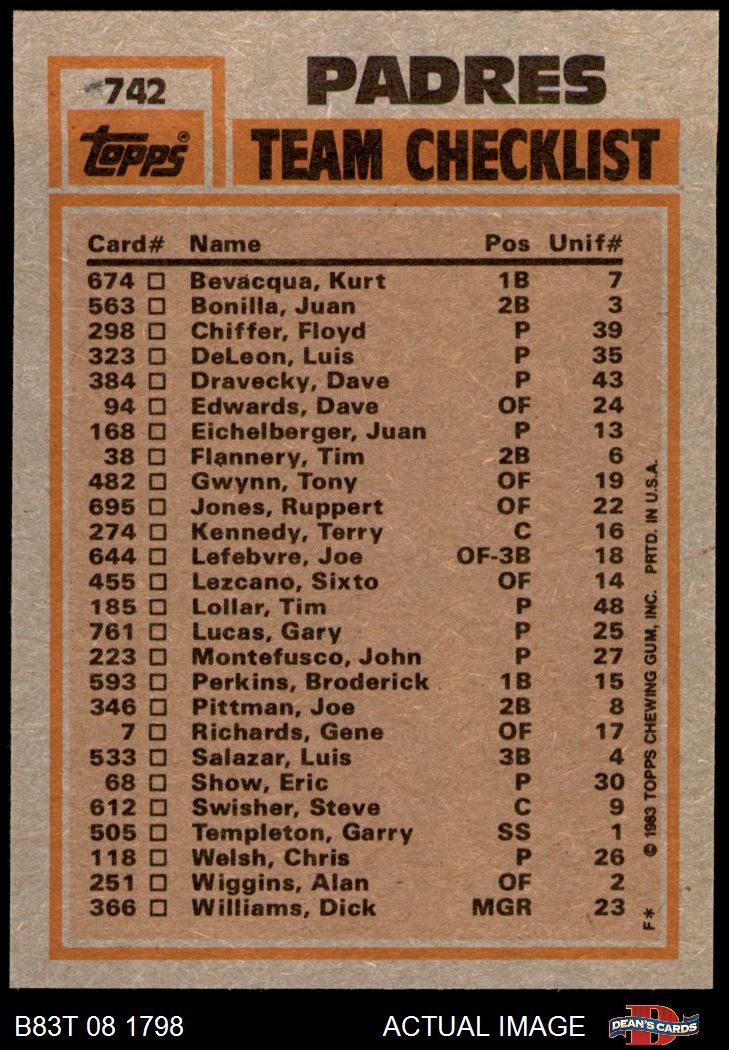 742
PADRES
Topps®
TEAM CHECKLIST
Card# Name Pos Unif#
674 Bevacqua, Kurt 1B 7
563 Bonilla, Juan 2B 3
298 Chiffer, Floyd P 39
323 DeLeon, Luis P 35
384 Dravecky, Dave P 43
94 Edwards, Dave OF 24
168 Eichelberger, Juan P 13
38 Flannery, Tim 2B 6
482 Gwynn, Tony OF 19
695 Jones, Ruppert OF 22
274 Kennedy, Terry C 16
644 Lefebvre, Joe OF-3B 18
455 Lezcano, Sixto OF 14
185 Lollar, Tim P 48
761 Lucas, Gary P 25
223 Montefusco, John P 27
593 Perkins, Broderick 1B 15
346 Pittman, Joe 2B 8
7 Richards, Gene OF 17
533 Salazar, Luis 3B 4
68 Show, Eric P 30
612 Swisher, Steve C 9
505 Templeton, Garry SS 1
118 Welsh, Chris P 26
251 Wiggins, Alan OF 2
366 Williams, Dick MGR 23
F* © 1983 TOPPS CHEWING GUM, INC. PRTD. IN U.S.A.
B83T 08 1798 ACTUAL IMAGE
D
DEAN'S CARDS